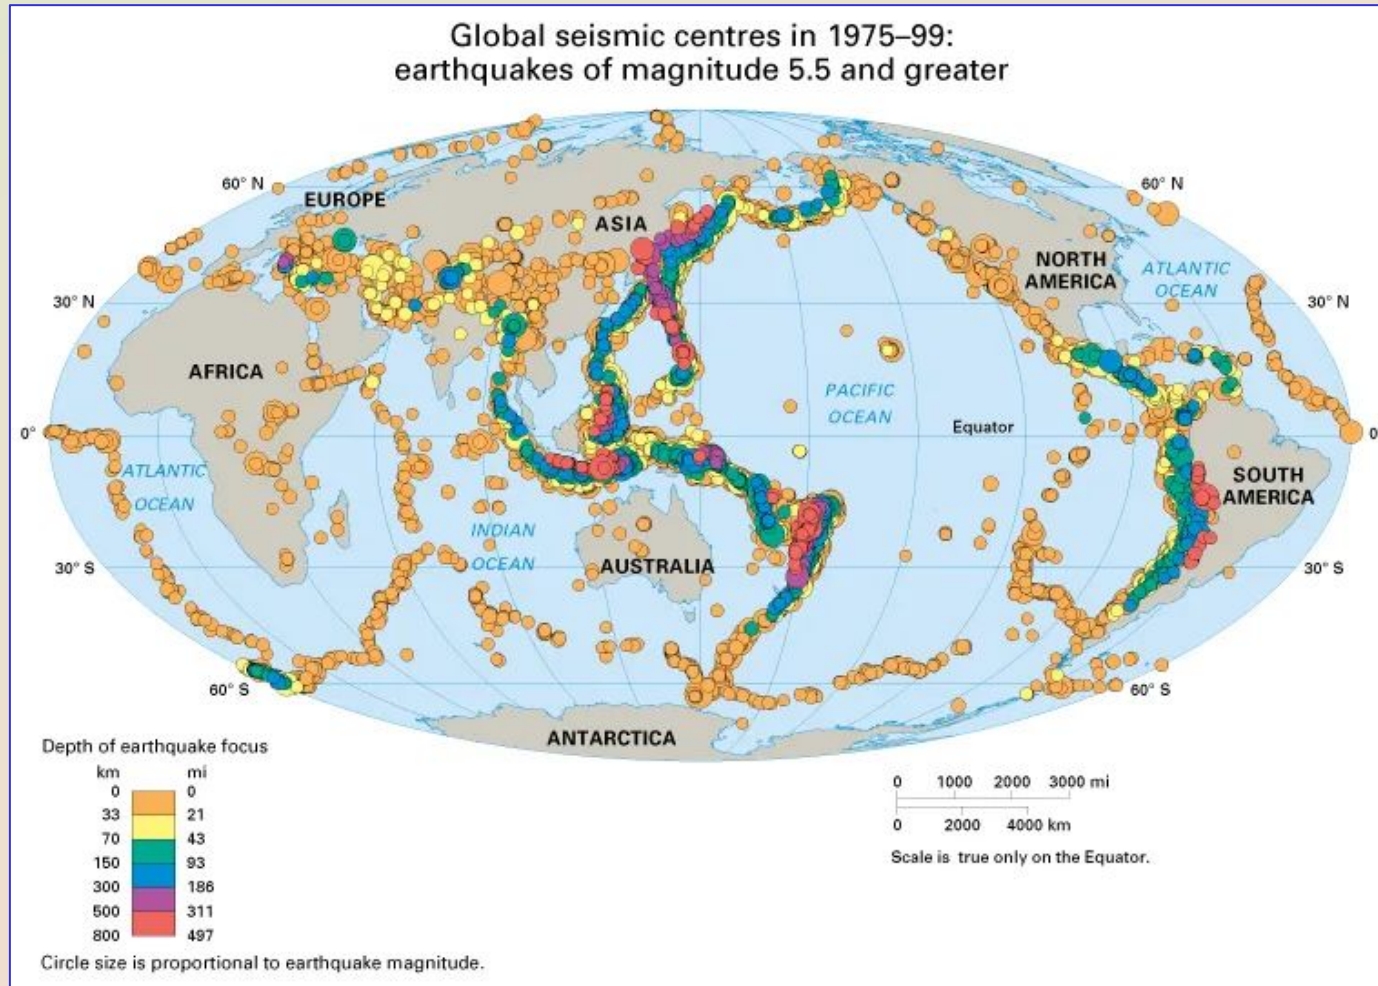 Global seismic centres in 1975–99:
earthquakes of magnitude 5.5 and greater
60° N
60° N
EUROPE
ASIA
NORTH
AMERICA
ATLANTIC
OCEAN
30° N
30° N
AFRICA
PACIFIC
OCEAN
Equator
0°
0
ATLANTIC
OCEAN
SOUTH
AMERICA
INDIAN
OCEAN
AUSTRALIA
30° S
30° S
60° S
60° S
ANTARCTICA
Depth of earthquake focus
km mi
0 0
33 21
70 43
150 93
300 186
500 311
800 497
Circle size is proportional to earthquake magnitude.
0 1000 2000 3000 mi
0 2000 4000 km
Scale is true only on the Equator.